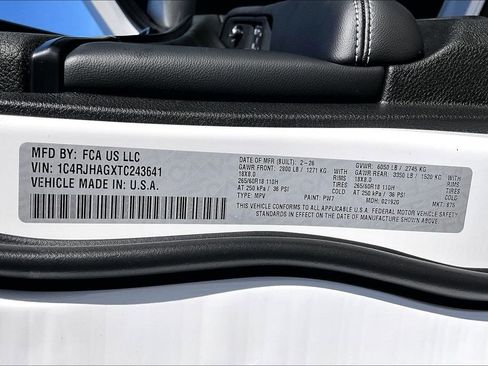 MFD BY: FCA US LLC
VIN: 1C4RJHAGXTC243641
VEHICLE MADE IN: U.S.A.
DATE OF MFR (BUILT): 2-26 GVWR: 6050 LB / 2745 KG
GAWR FRONT: 2800 LB / 1271 KG WITH GAWR REAR: 3350 LB / 1520 KG WITH
18X8.0 RIMS 18X8.0 RIMS
265/60R18 110H TIRES 265/60R18 110H TIRES
AT 250 kPa / 36 PSI COLD AT 250 kPa / 36 PSI COLD
TYPE: MPV PAINT: PW7 MDH: 021920 MKT: 875
THIS VEHICLE CONFORMS TO ALL APPLICABLE U.S.A. FEDERAL MOTOR VEHICLE SAFETY
STANDARDS IN EFFECT ON THE DATE OF MANUFACTURE SHOWN ABOVE